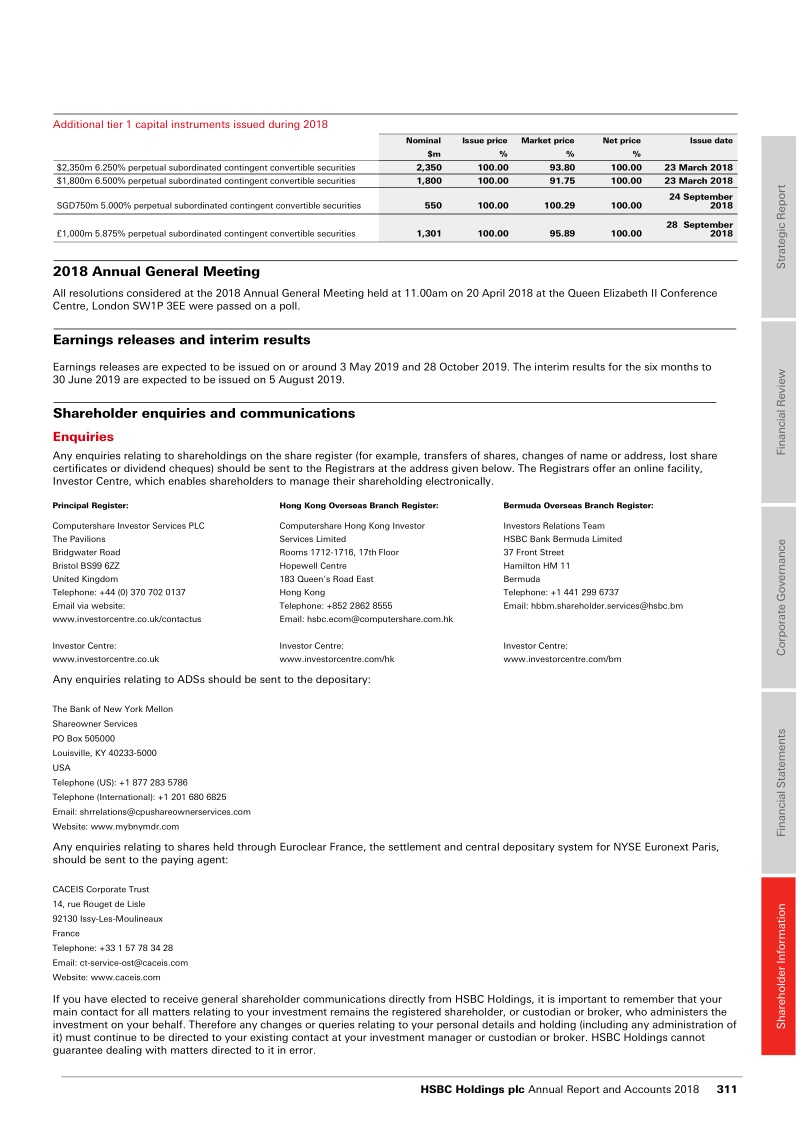 Additional tier 1 capital instruments issued during 2018
Nominal Issue price Market price Net price Issue date
$m % % %
$2,350m 6.250% perpetual subordinated contingent convertible securities 2,350 100.00 93.80 100.00 23 March 2018
$1,800m 6.500% perpetual subordinated contingent convertible securities 1,800 100.00 91.75 100.00 23 March 2018
SGD750m 5.000% perpetual subordinated contingent convertible securities 550 100.00 100.29 100.00 24 September
2018
£1,000m 5.875% perpetual subordinated contingent convertible securities 1,301 100.00 95.89 100.00 28 September
2018
2018 Annual General Meeting
All resolutions considered at the 2018 Annual General Meeting held at 11.00am on 20 April 2018 at the Queen Elizabeth II Conference
Centre, London SW1P 3EE were passed on a poll.
Earnings releases and interim results
Earnings releases are expected to be issued on or around 3 May 2019 and 28 October 2019. The interim results for the six months to
30 June 2019 are expected to be issued on 5 August 2019.
Shareholder enquiries and communications
Enquiries
Any enquiries relating to shareholdings on the share register (for example, transfers of shares, changes of name or address, lost share
certificates or dividend cheques) should be sent to the Registrars at the address given below. The Registrars offer an online facility,
Investor Centre, which enables shareholders to manage their shareholding electronically.
Principal Register:
Computershare Investor Services PLC
The Pavilions
Bridgwater Road
Bristol BS99 6ZZ
United Kingdom
Telephone: +44 (0) 370 702 0137
Email via website:
www.investorcentre.co.uk/contactus
Investor Centre:
www.investorcentre.co.uk
Hong Kong Overseas Branch Register:
Computershare Hong Kong Investor
Services Limited
Rooms 1712-1716, 17th Floor
Hopewell Centre
183 Queen's Road East
Hong Kong
Telephone: +852 2862 8555
Email: hsbc.ecom@computershare.com.hk
Investor Centre:
www.investorcentre.com/hk
Bermuda Overseas Branch Register:
Investors Relations Team
HSBC Bank Bermuda Limited
37 Front Street
Hamilton HM 11
Bermuda
Telephone: +1 441 299 6737
Email: hbbm.shareholder.services@hsbc.bm
Investor Centre:
www.investorcentre.com/bm
Any enquiries relating to ADSs should be sent to the depositary:
The Bank of New York Mellon
Shareowner Services
PO Box 505000
Louisville, KY 40233-5000
USA
Telephone (US): +1 877 283 5786
Telephone (International): +1 201 680 6825
Email: shrrelations@cpushareownerservices.com
Website: www.mybnymdr.com
Any enquiries relating to shares held through Euroclear France, the settlement and central depositary system for NYSE Euronext Paris,
should be sent to the paying agent:
CACEIS Corporate Trust
14, rue Rouget de Lisle
92130 Issy-Les-Moulineaux
France
Telephone: +33 1 57 78 34 28
Email: ct-service-ost@caceis.com
Website: www.caceis.com
If you have elected to receive general shareholder communications directly from HSBC Holdings, it is important to remember that your
main contact for all matters relating to your investment remains the registered shareholder, or custodian or broker, who administers the
investment on your behalf. Therefore any changes or queries relating to your personal details and holding (including any administration of
it) must continue to be directed to your existing contact at your investment manager or custodian or broker. HSBC Holdings cannot
guarantee dealing with matters directed to it in error.
HSBC Holdings plc Annual Report and Accounts 2018 311
Strategic Report
Financial Review
Corporate Governance
Financial Statements
Shareholder Information